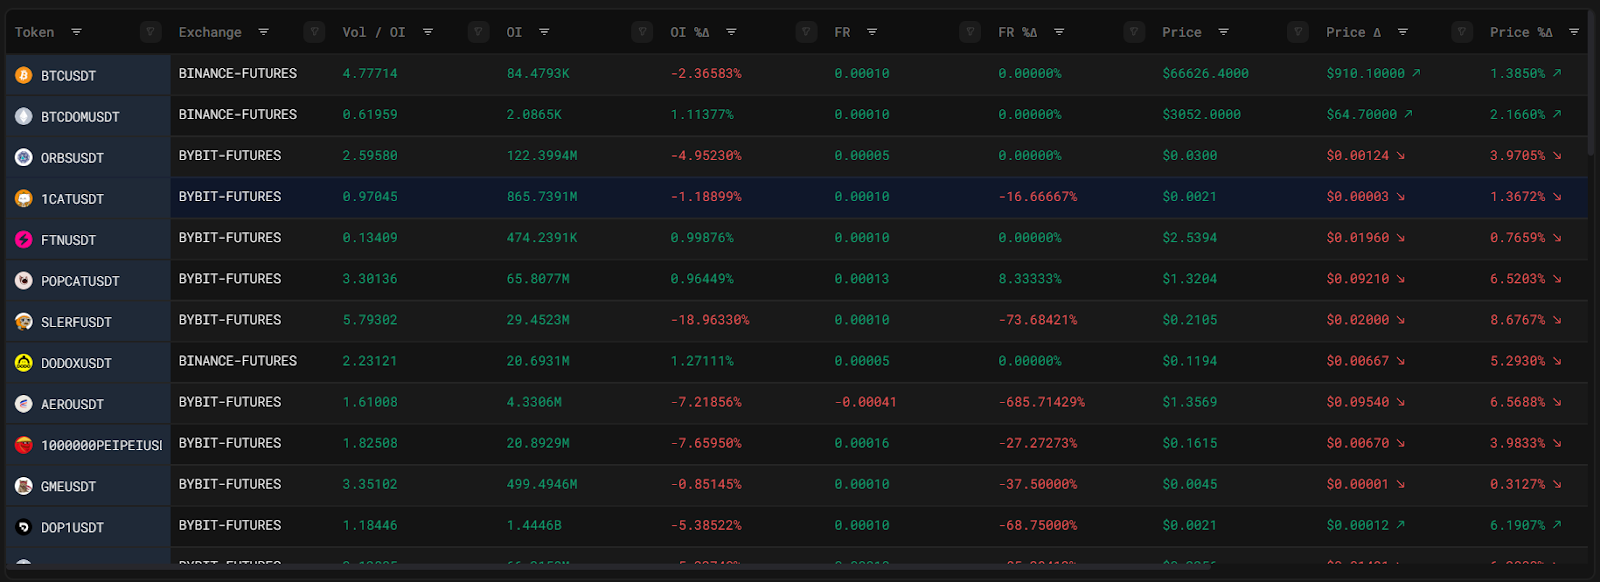 Token Exchange Vol / OI OI OI %Δ FR FR %Δ Price Price Δ Price %Δ
BTCUSDT BINANCE-FUTURES 4.77714 84.4793K -2.36583% 0.00010 0.00000% $66626.4000 $910.10000 ↗ 1.3850% ↗
BTCDOMUSDT BINANCE-FUTURES 0.61959 2.0865K 1.11377% 0.00010 0.00000% $3052.0000 $64.70000 ↗ 2.1660% ↗
ORBSUSDT BYBIT-FUTURES 2.59580 122.3994M -4.95230% 0.00005 0.00000% $0.0300 $0.00124 ↘ 3.9705% ↘
1CATUSDT BYBIT-FUTURES 0.97045 865.7391M -1.18899% 0.00010 -16.66667% $0.0021 $0.00003 ↘ 1.3672% ↘
FTNUSDT BYBIT-FUTURES 0.13409 474.2391K 0.99876% 0.00010 0.00000% $2.5394 $0.01960 ↘ 0.7659% ↘
POPCATUSDT BYBIT-FUTURES 3.30136 65.8077M 0.96449% 0.00013 8.33333% $1.3204 $0.09210 ↘ 6.5203% ↘
SLERFUSDT BYBIT-FUTURES 5.79302 29.4523M -18.96330% 0.00010 -73.68421% $0.2105 $0.02000 ↘ 8.6767% ↘
DODOXUSDT BINANCE-FUTURES 2.23121 20.6931M 1.27111% 0.00005 0.00000% $0.1194 $0.00667 ↘ 5.2930% ↘
AEROUSDT BYBIT-FUTURES 1.61008 4.3306M -7.21856% -0.00041 -685.71429% $1.3569 $0.09540 ↘ 6.5688% ↘
1000000PEIPEIUSI BYBIT-FUTURES 1.82508 20.8929M -7.65950% 0.00016 -27.27273% $0.1615 $0.00670 ↘ 3.9833% ↘
GMEUSDT BYBIT-FUTURES 3.35102 499.4946M -0.85145% 0.00010 -37.50000% $0.0045 $0.00001 ↘ 0.3127% ↘
DOP1USDT BYBIT-FUTURES 1.18446 1.4446B -5.38522% 0.00010 -68.75000% $0.0021 $0.00012 ↗ 6.1907% ↗